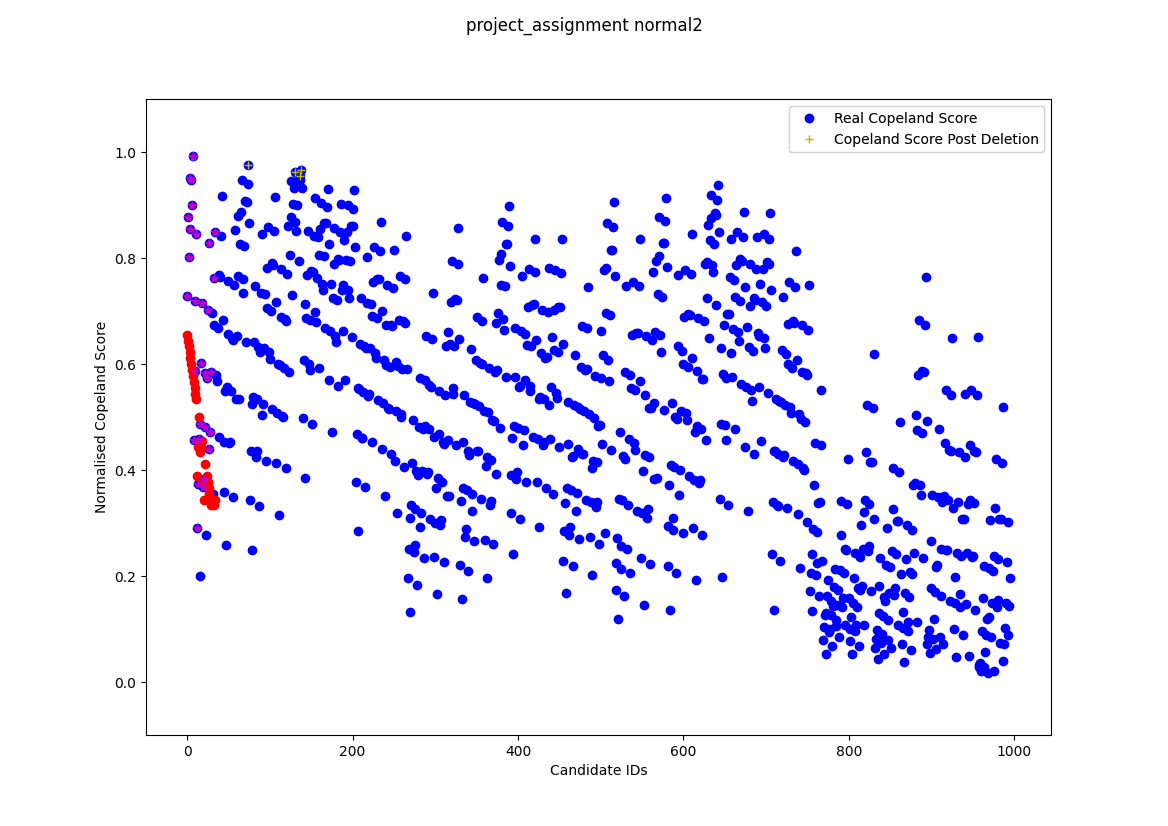 project_assignment normal2
Real Copeland Score
Copeland Score Post Deletion
1.0
0.8
0.6
0.4
0.2
0.0
Normalised Copeland Score
0
200
400
600
800
1000
Candidate IDs